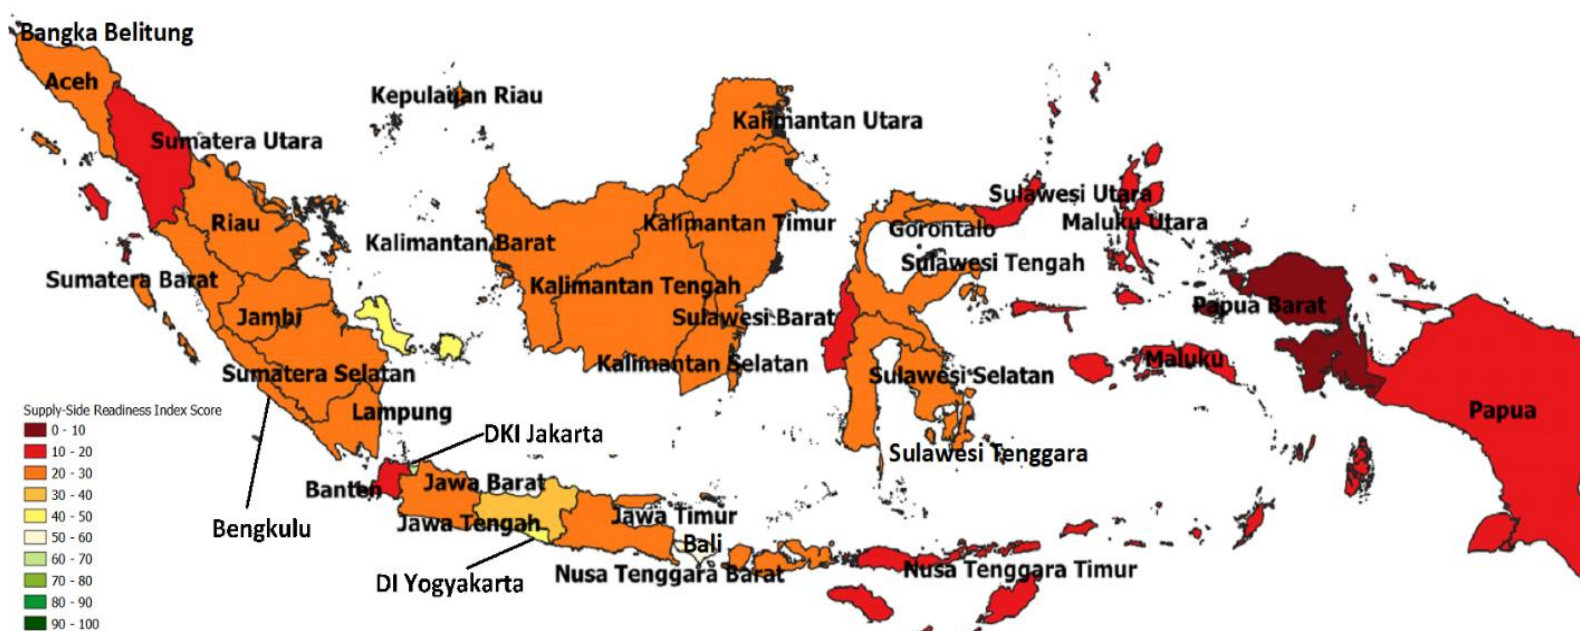 Bangka Belitung
Aceh
Kepulauan Riau
Kalimantan Utara
Sumatera Utara
Sulawesi Utara
Riau
Kalimantan Timur
Maluku Utara
Gorontalo
Kalimantan Barat
Sulawesi Tengah
Sumatera Barat
Kalimantan Tengah
Papua Barat
Jambi
Sulawesi Barat
Maluku
Kalimantan Selatan
Sumatera Selatan
Sulawesi Selatan
Lampung
Papua
DKI Jakarta
Sulawesi Tenggara
Banten
Jawa Barat
Bengkulu
Jawa Tengah
Jawa Timur
Bali
DI Yogyakarta
Nusa Tenggara Barat
Nusa Tenggara Timur
Supply-Side Readiness Index Score
0 - 10
10 - 20
20 - 30
30 - 40
40 - 50
50 - 60
60 - 70
70 - 80
80 - 90
90 - 100